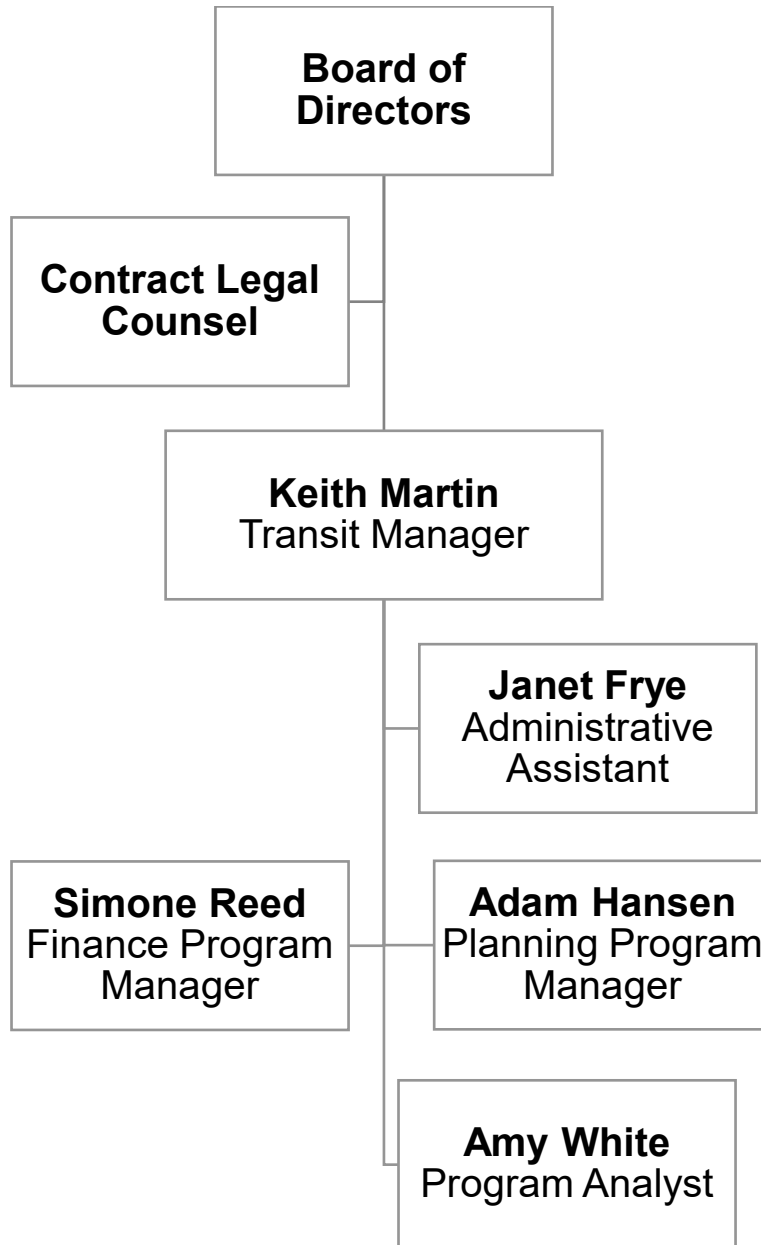 Board of
Directors
Contract Legal
Counsel
Keith Martin
Transit Manager
Janet Frye
Administrative
Assistant
Simone Reed
Finance Program
Manager
Adam Hansen
Planning Program
Manager
Amy White
Program Analyst